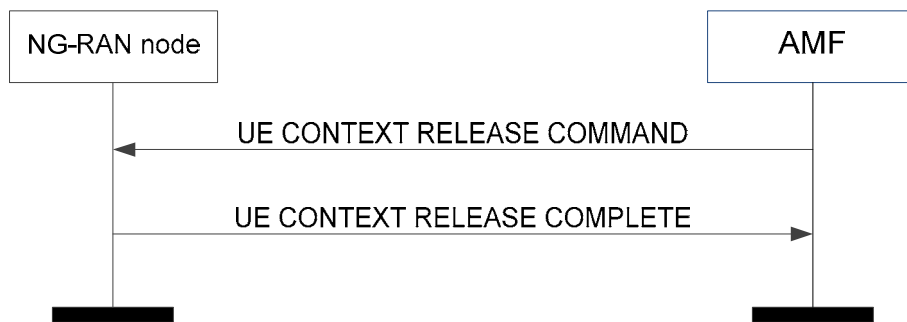 NG-RAN node
AMF
UE CONTEXT RELEASE COMMAND
UE CONTEXT RELEASE COMPLETE